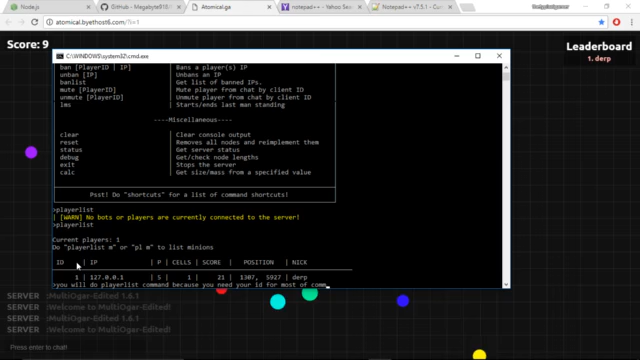 Node.js
GitHub - Megabyte918/
Atomical.ga
notepad++ - Yahoo Sea
Notepad++ v7.5.1 - C
atomical.byethost6.com/?i=1
Score: 9
Leaderboard
1. derp
C:\WINDOWS\system32\cmd.exe
ban [PlayerID | IP] | Bans a player(s) IP
unban [IP] | Unbans an IP
banlist | Get list of banned IPs.
mute [PlayerID] | Mute player from chat by client ID
unmute [PlayerID] | Unmute player from chat by client ID
lms | Starts/ends last man standing
----Miscellaneous----
clear | Clear console output
reset | Removes all nodes and reimplement them
status | Get server status
debug | Get/check node lengths
exit | Stops the server
calc | Get size/mass from a specified value
Psst! Do "shortcuts" for a list of command shortcuts!
>playerlist
[WARN] No bots or players are currently connected to the server!
>playerlist
Current players: 1
Do "playerlist m" or "pl m" to list minions
ID | IP | P | CELLS | SCORE | POSITION | NICK
1 | 127.0.0.1 | S | 1 | 21 | 1307, 5927 | derp
>you will do playerlist command because you need your id for most of comm_
SERVER : MultiOgar-Edited 1.6.1
SERVER : Welcome to MultiOgar-Edited!
SERVER : MultiOgar-Edited 1.6.1
SERVER : Welcome to MultiOgar-Edited!
Press enter to chat!